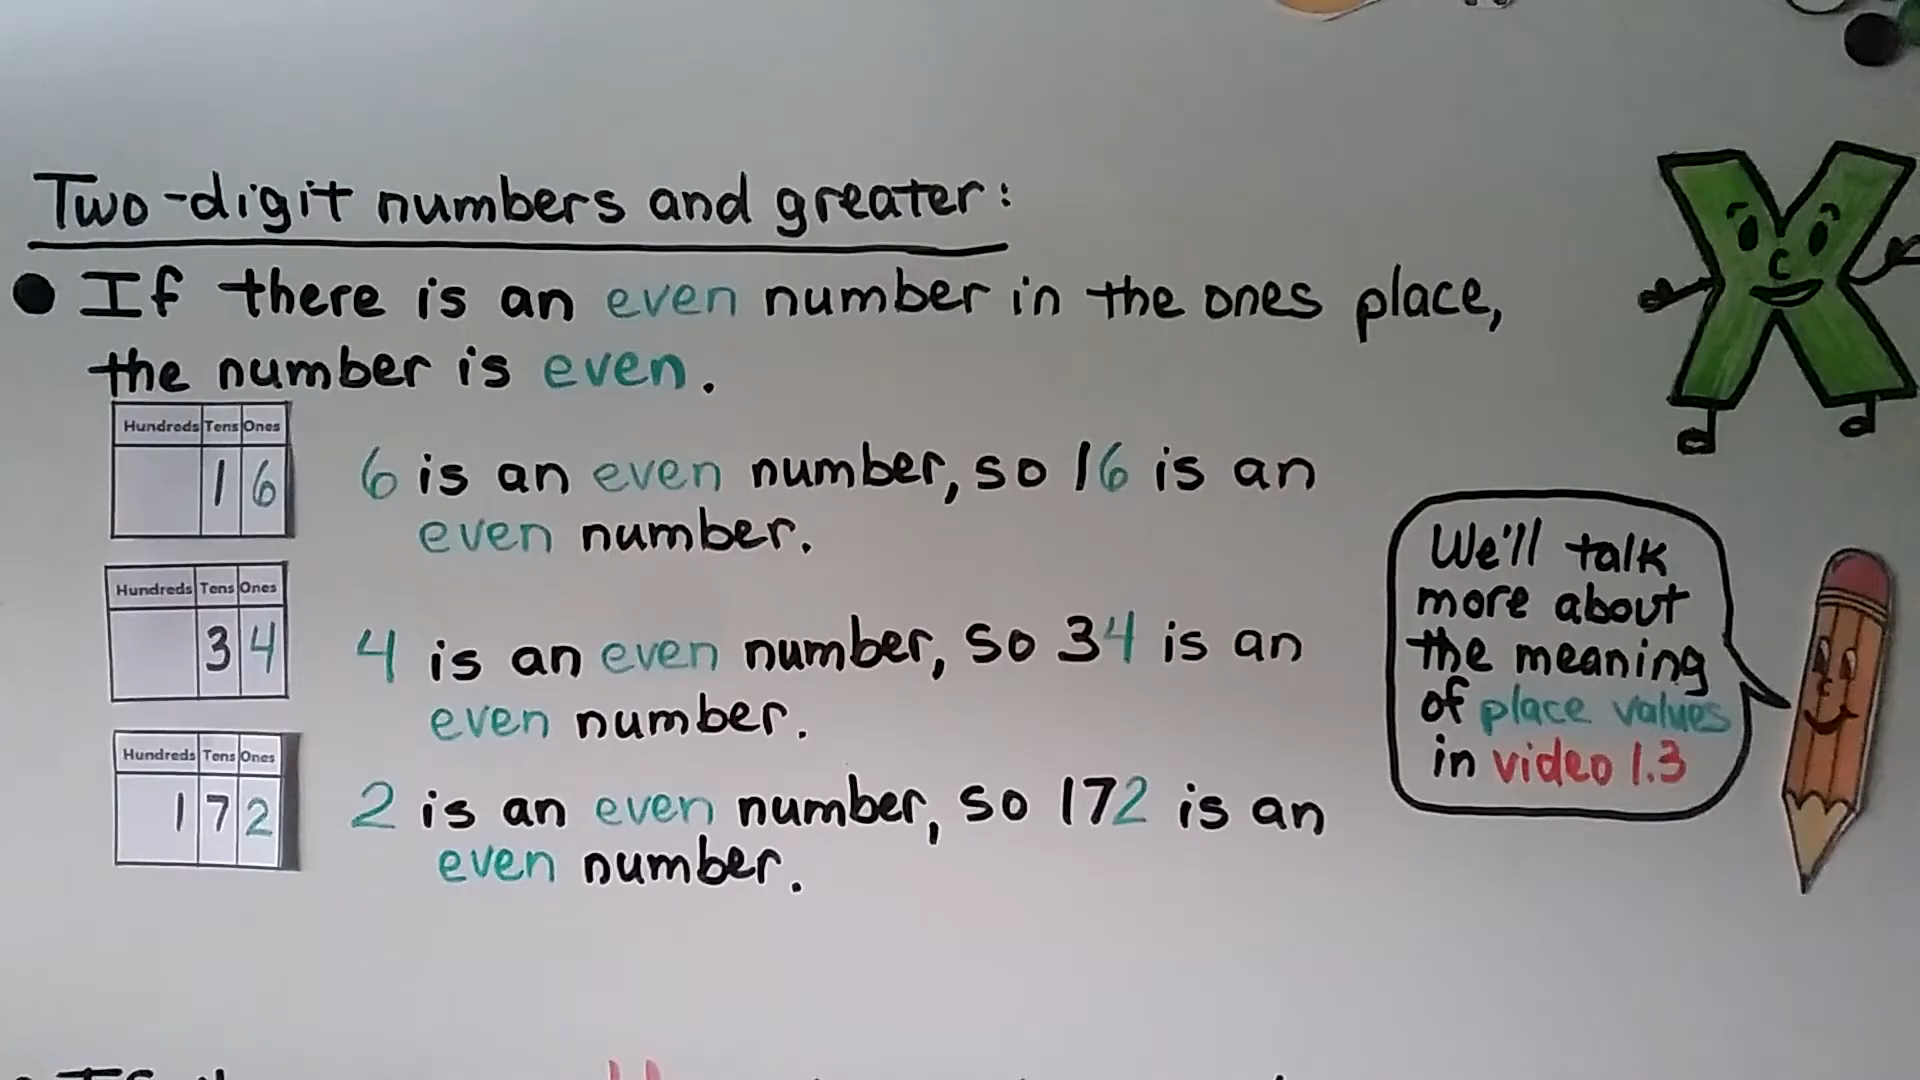 Two-digit numbers and greater:
If there is an even number in the ones place,
the number is even.
Hundreds Tens Ones
1 6
6 is an even number, so 16 is an
even number.
Hundreds Tens Ones
3 4
4 is an even number, so 34 is an
even number.
Hundreds Tens Ones
1 7 2
2 is an even number, so 172 is an
even number.
We'll talk
more about
the meaning
of place values
in video 1.3